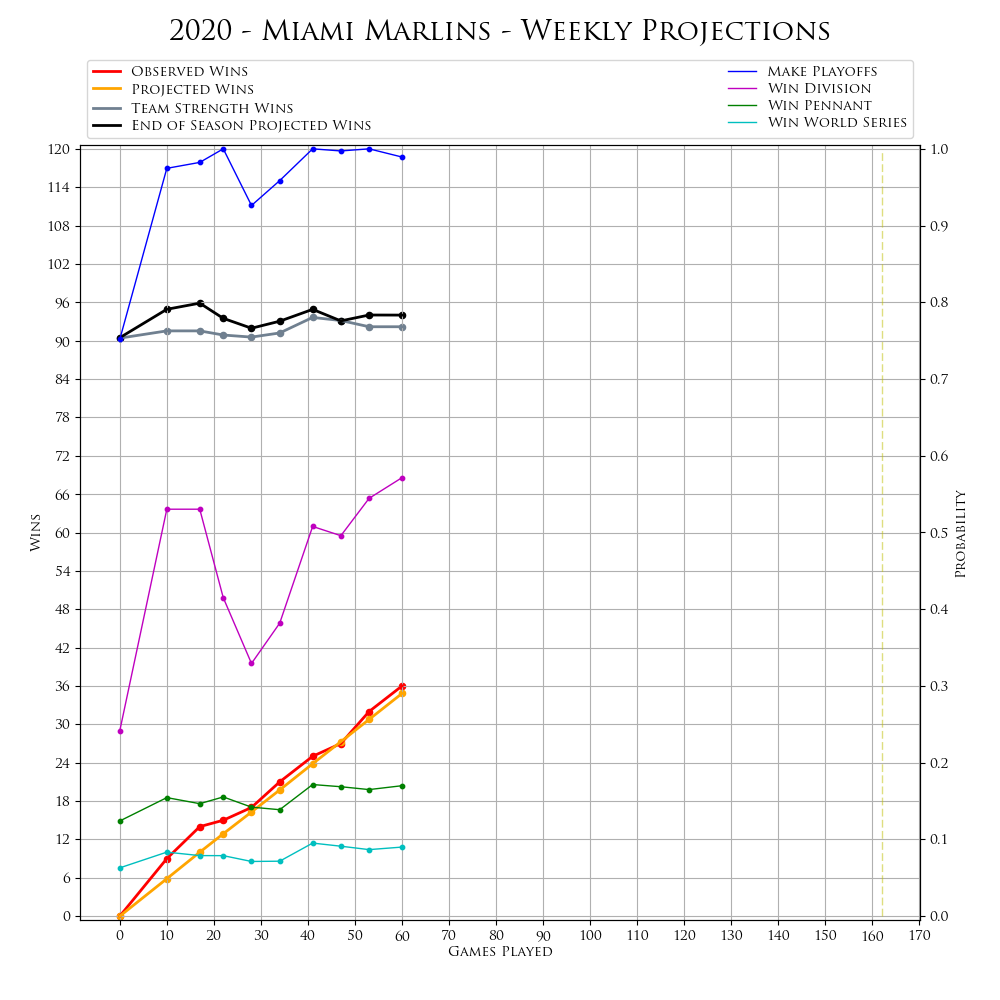 2020 - Miami Marlins - Weekly Projections
Observed Wins
Projected Wins
Team Strength Wins
End of Season Projected Wins
Make Playoffs
Win Division
Win Pennant
Win World Series
120
114
108
102
96
90
84
78
72
66
60
54
48
42
36
30
24
18
12
6
0
Wins
1.0
0.9
0.8
0.7
0.6
0.5
0.4
0.3
0.2
0.1
0.0
Probability
0 10 20 30 40 50 60 70 80 90 100 110 120 130 140 150 160 170
Games Played